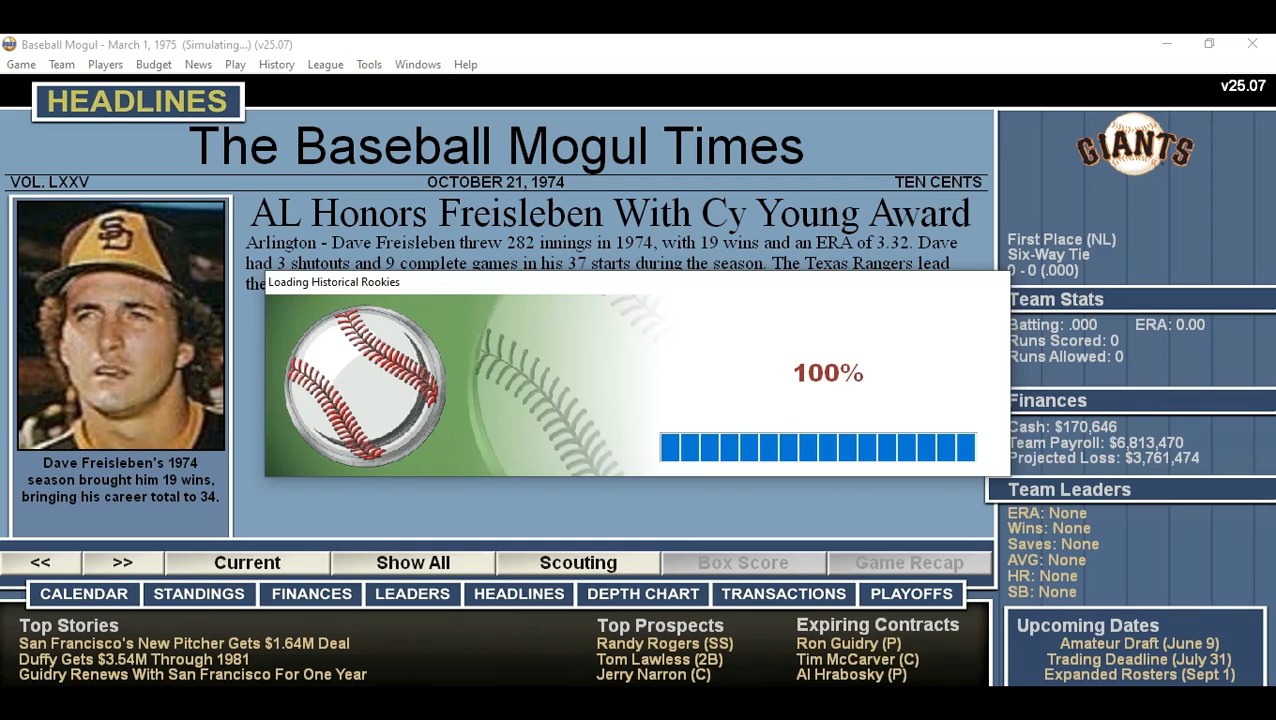 Baseball Mogul - March 1, 1975 (Simulating...) (v25.07)
Game Team Players Budget News Play History League Tools Windows Help
v25.07
HEADLINES
The Baseball Mogul Times
VOL. LXXV OCTOBER 21, 1974 TEN CENTS
AL Honors Freisleben With Cy Young Award
Arlington - Dave Freisleben threw 282 innings in 1974, with 19 wins and an ERA of 3.32. Dave
had 3 shutouts and 9 complete games in his 37 starts during the season. The Texas Rangers lead
the
SD
Dave Freisleben's 1974
season brought him 19 wins,
bringing his career total to 34.
Loading Historical Rookies
100%
GIANTS
First Place (NL)
Six-Way Tie
0 - 0 (.000)
Team Stats
Batting: .000 ERA: 0.00
Runs Scored: 0
Runs Allowed: 0
Finances
Cash: $170,646
Team Payroll: $6,813,470
Projected Loss: $3,761,474
Team Leaders
ERA: None
Wins: None
Saves: None
AVG: None
HR: None
SB: None
<< >> Current Show All Scouting Box Score Game Recap
CALENDAR STANDINGS FINANCES LEADERS HEADLINES DEPTH CHART TRANSACTIONS PLAYOFFS
Top Stories
San Francisco's New Pitcher Gets $1.64M Deal
Duffy Gets $3.54M Through 1981
Guidry Renews With San Francisco For One Year
Top Prospects
Randy Rogers (SS)
Tom Lawless (2B)
Jerry Narron (C)
Expiring Contracts
Ron Guidry (P)
Tim McCarver (C)
Al Hrabosky (P)
Upcoming Dates
Amateur Draft (June 9)
Trading Deadline (July 31)
Expanded Rosters (Sept 1)